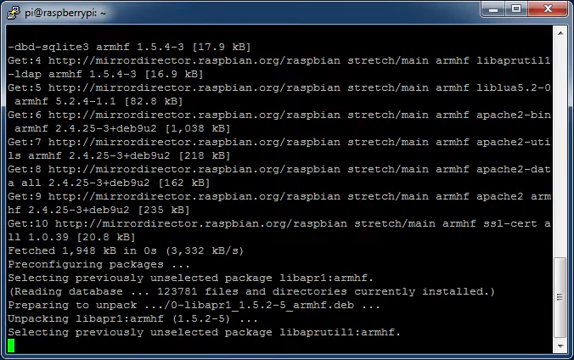 pi@raspberrypi: ~
-dbd-sqlite3 armhf 1.5.4-3 [17.9 kB]
Get:4 http://mirrordirector.raspbian.org/raspbian stretch/main armhf libaprutil1
-ldap armhf 1.5.4-3 [16.9 kB]
Get:5 http://mirrordirector.raspbian.org/raspbian stretch/main armhf liblua5.2-0
 armhf 5.2.4-1.1 [82.8 kB]
Get:6 http://mirrordirector.raspbian.org/raspbian stretch/main armhf apache2-bin
 armhf 2.4.25-3+deb9u2 [1,038 kB]
Get:7 http://mirrordirector.raspbian.org/raspbian stretch/main armhf apache2-uti
ls armhf 2.4.25-3+deb9u2 [218 kB]
Get:8 http://mirrordirector.raspbian.org/raspbian stretch/main armhf apache2-dat
a all 2.4.25-3+deb9u2 [162 kB]
Get:9 http://mirrordirector.raspbian.org/raspbian stretch/main armhf apache2 arm
hf 2.4.25-3+deb9u2 [235 kB]
Get:10 http://mirrordirector.raspbian.org/raspbian stretch/main armhf ssl-cert a
ll 1.0.39 [20.8 kB]
Fetched 1,948 kB in 0s (3,332 kB/s)
Preconfiguring packages ...
Selecting previously unselected package libapr1:armhf.
(Reading database ... 123781 files and directories currently installed.)
Preparing to unpack .../0-libapr1_1.5.2-5_armhf.deb ...
Unpacking libapr1:armhf (1.5.2-5) ...
Selecting previously unselected package libaprutil1:armhf.